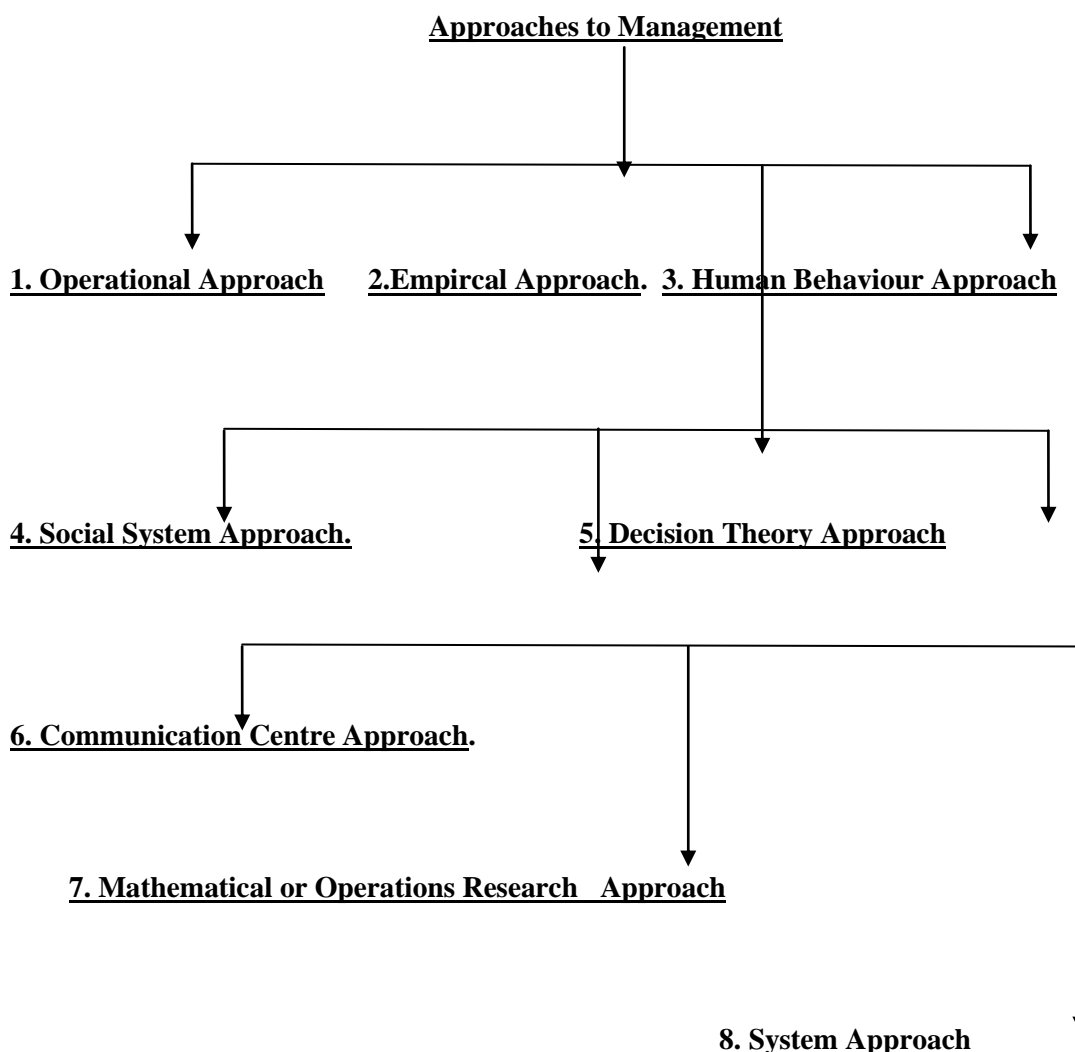 Approaches to Management
1. Operational Approach 2.Empircal Approach. 3. Human Behaviour Approach
4. Social System Approach. 5. Decision Theory Approach
6. Communication Centre Approach.
7. Mathematical or Operations Research Approach
8. System Approach